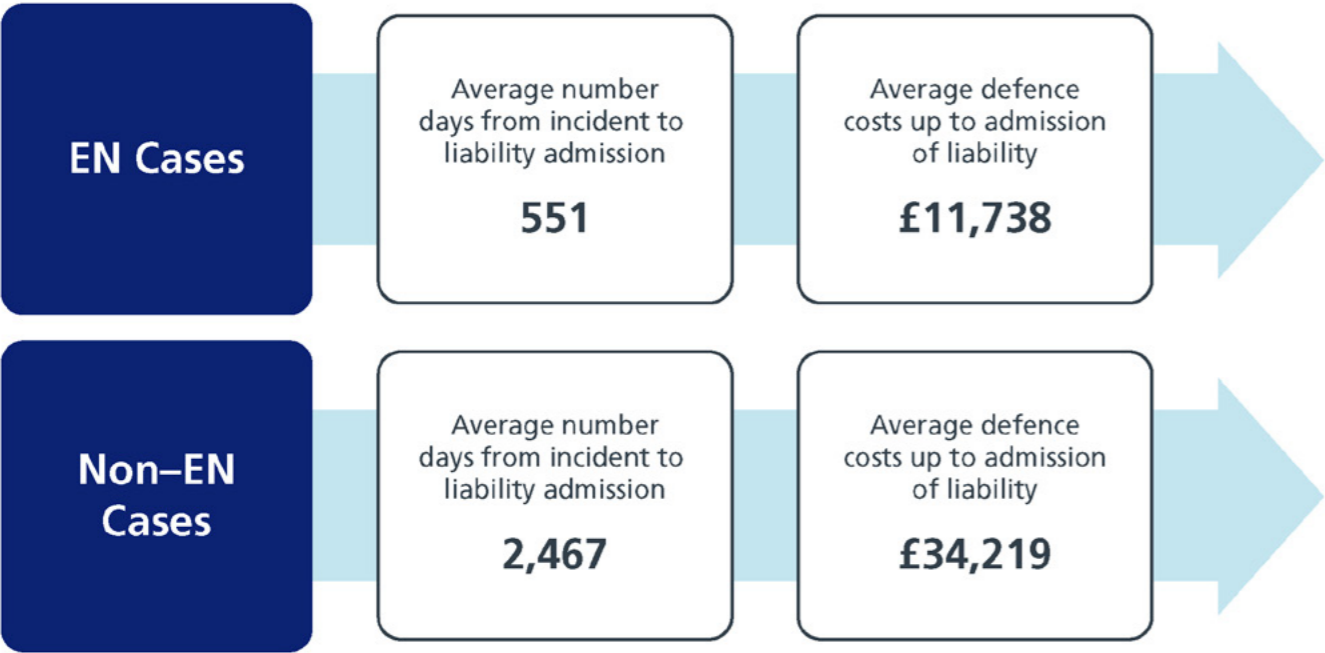 EN Cases
Average number
days from incident to
liability admission
551
Average defence
costs up to admission
of liability
£11,738
Non–EN
Cases
Average number
days from incident to
liability admission
2,467
Average defence
costs up to admission
of liability
£34,219